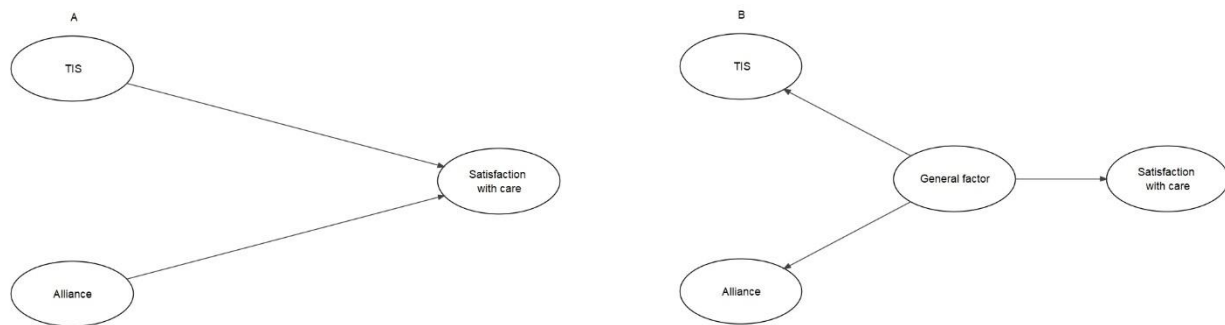 A
TIS
Satisfaction
with care
Alliance
B
TIS
General factor
Satisfaction
with care
Alliance